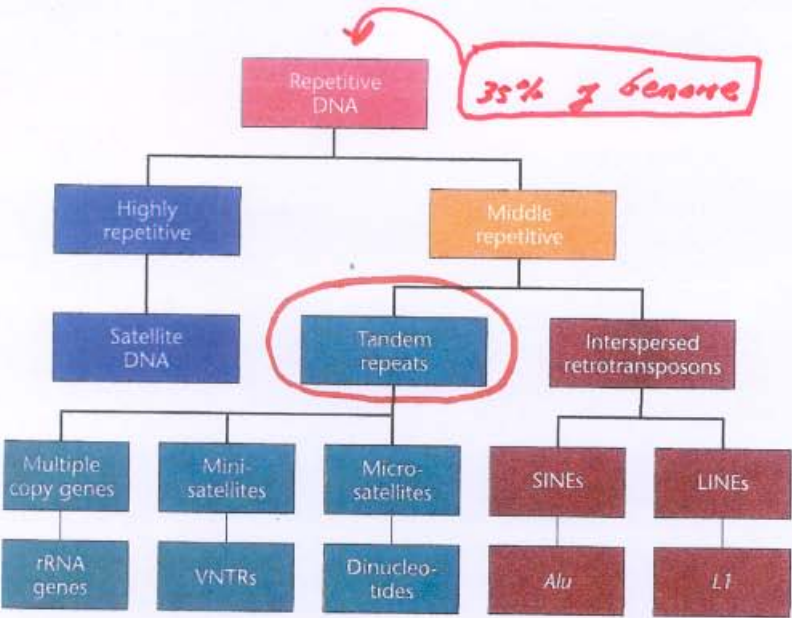 Repetitive
DNA
35% of Genome
Highly
repetitive
Middle
repetitive
Satellite
DNA
Tandem
repeats
Interspersed
retrotransposons
Multiple
copy genes
Mini-
satellites
Micro-
satellites
SINEs
LINEs
rRNA
genes
VNTRs
Dinucleo-
tides
Alu
L1